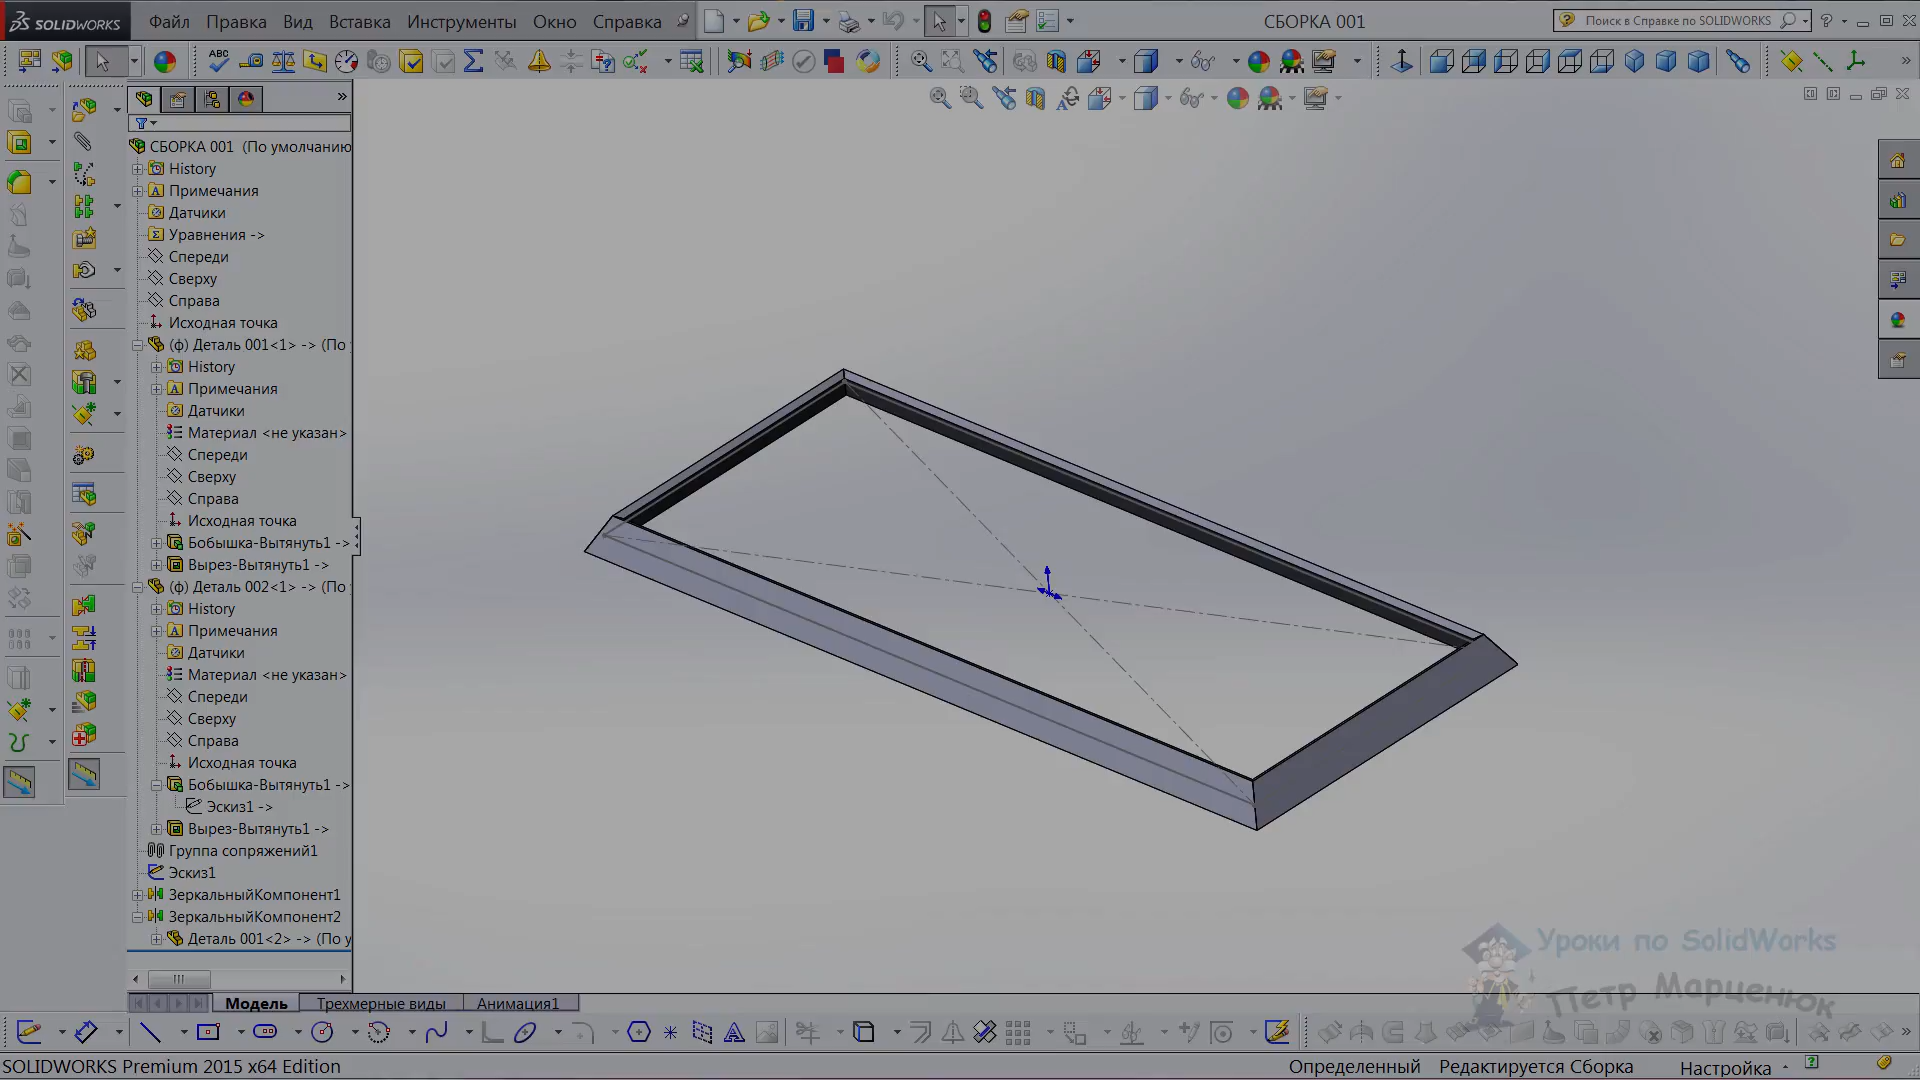 SOLIDWORKS
Файл Правка Вид Вставка Инструменты Окно Справка
СБОРКА 001
Поиск в Справке по SOLIDWORKS
ABC
СБОРКА 001 (По умолчанию
History
Примечания
Датчики
Уравнения ->
Спереди
Сверху
Справа
Исходная точка
(ф) Деталь 001<1> -> (По
History
Примечания
Датчики
Материал <не указан>
Спереди
Сверху
Справа
Исходная точка
Бобышка-Вытянуть1 ->
Вырез-Вытянуть1 ->
(ф) Деталь 002<1> -> (По
History
Примечания
Датчики
Материал <не указан>
Спереди
Сверху
Справа
Исходная точка
Бобышка-Вытянуть1 ->
Эскиз1 ->
Вырез-Вытянуть1 ->
Группа сопряжений1
Эскиз1
ЗеркальныйКомпонент1
ЗеркальныйКомпонент2
Деталь 001<2> -> (По у
Уроки по SolidWorks
Петр Марценюк
Модель Трехмерные виды Анимация1
SOLIDWORKS Premium 2015 x64 Edition
Определенный Редактируется Сборка Настройка